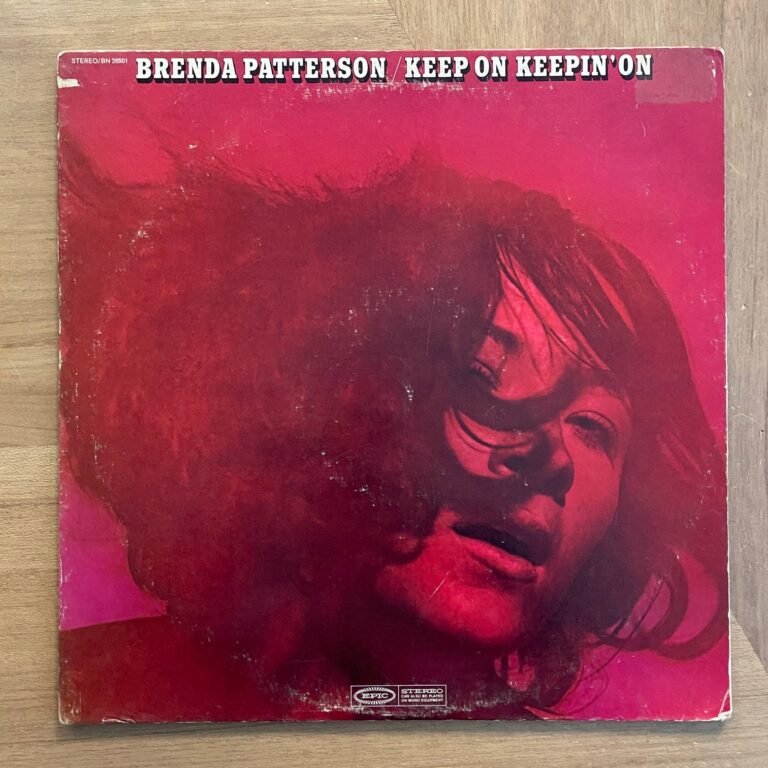 STEREO/BN 26501
BRENDA PATTERSON / KEEP ON KEEPIN' ON
EPIC
STEREO
CAN ALSO BE PLAYED
ON MONO EQUIPMENT